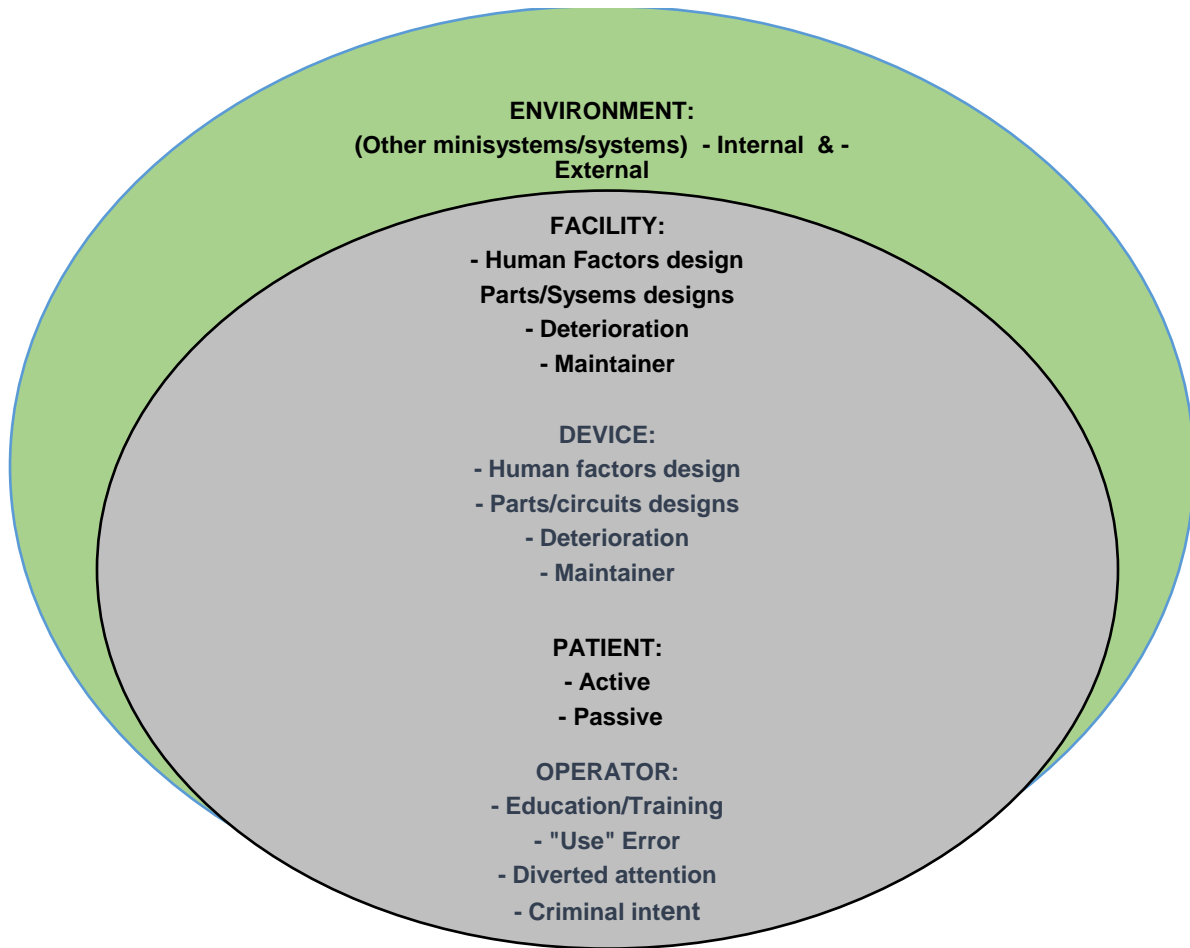 ENVIRONMENT:
(Other minisystems/systems)  - Internal  & -
External
FACILITY:
- Human Factors design
Parts/Sysems designs
- Deterioration
- Maintainer
DEVICE:
- Human factors design
- Parts/circuits designs
- Deterioration
- Maintainer
PATIENT:
- Active
- Passive
OPERATOR:
- Education/Training
- "Use" Error
- Diverted attention
- Criminal intent